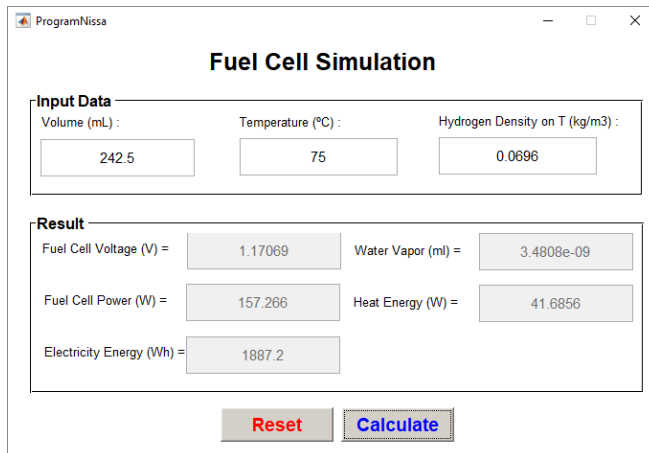 ProgramNissa
Fuel Cell Simulation
Input Data
Volume (mL) : Temperature (ºC) : Hydrogen Density on T (kg/m3) :
242.5 75 0.0696
Result
Fuel Cell Voltage (V) = 1.17069 Water Vapor (ml) = 3.4808e-09
Fuel Cell Power (W) = 157.266 Heat Energy (W) = 41.6856
Electricity Energy (Wh) = 1887.2
Reset Calculate